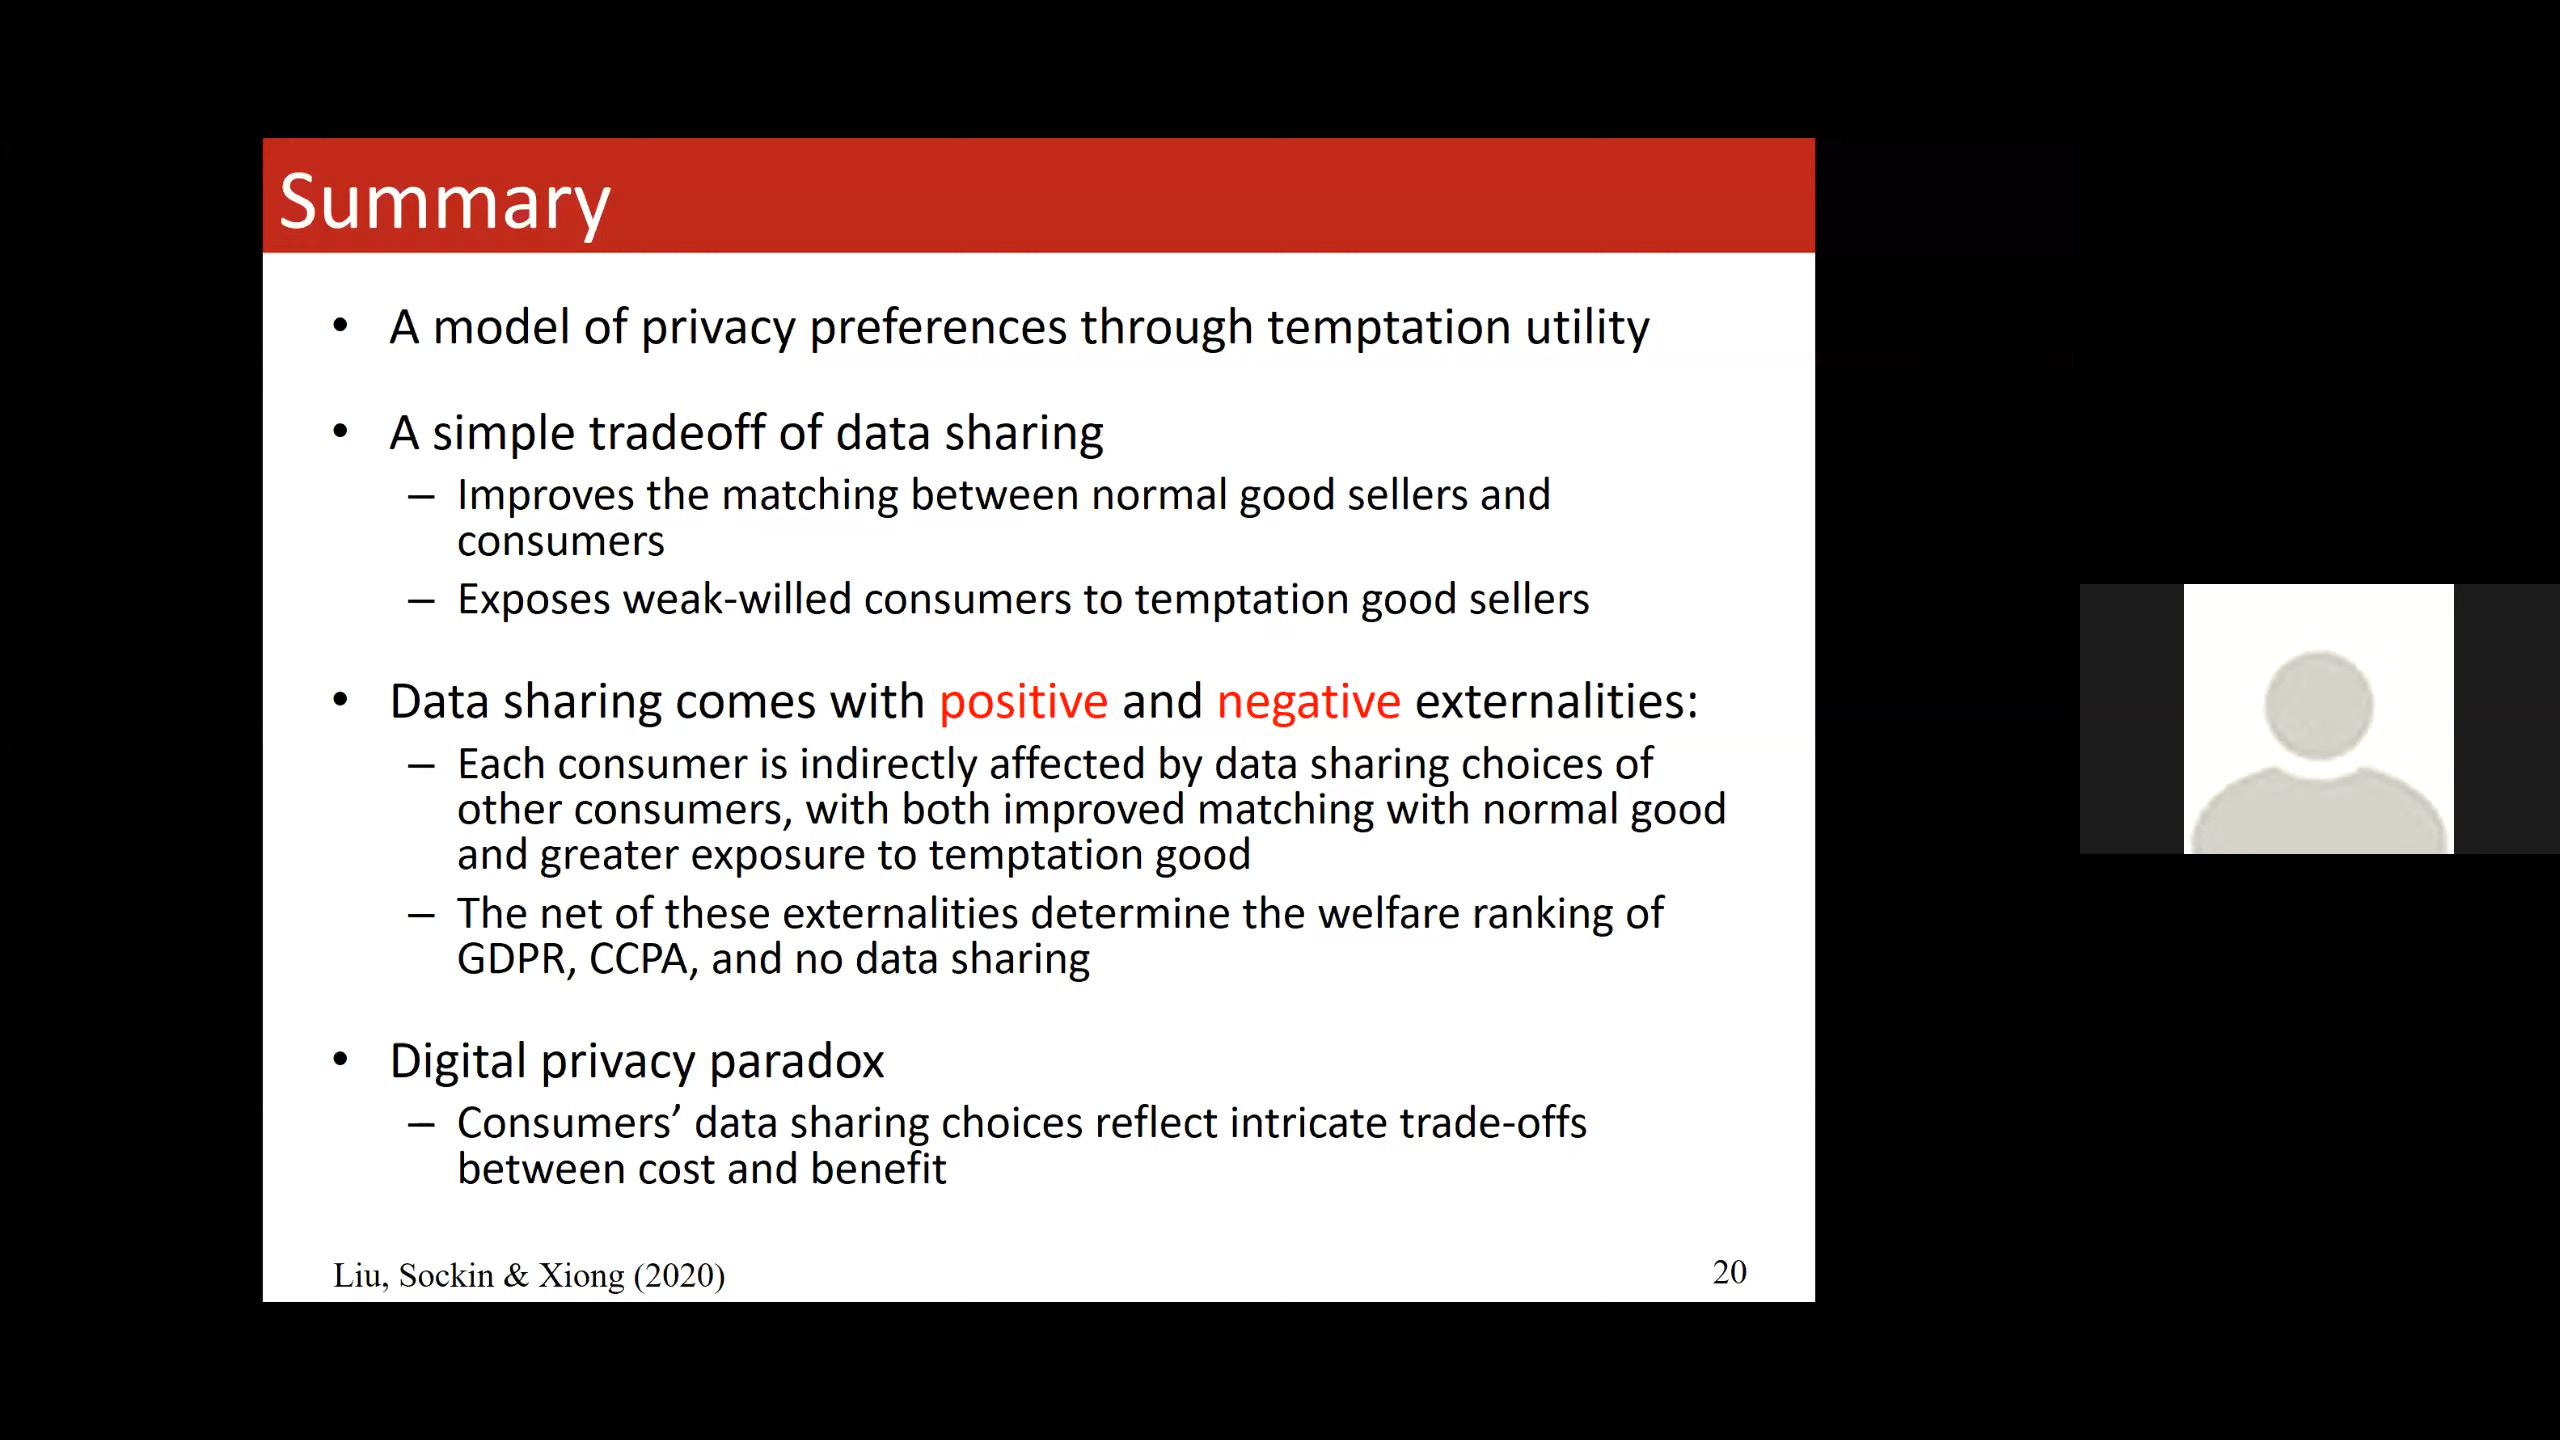 Summary
• A model of privacy preferences through temptation utility
• A simple tradeoff of data sharing
– Improves the matching between normal good sellers and
consumers
– Exposes weak-willed consumers to temptation good sellers
• Data sharing comes with positive and negative externalities:
– Each consumer is indirectly affected by data sharing choices of
other consumers, with both improved matching with normal good
and greater exposure to temptation good
– The net of these externalities determine the welfare ranking of
GDPR, CCPA, and no data sharing
• Digital privacy paradox
– Consumers’ data sharing choices reflect intricate trade-offs
between cost and benefit
Liu, Sockin & Xiong (2020)
20